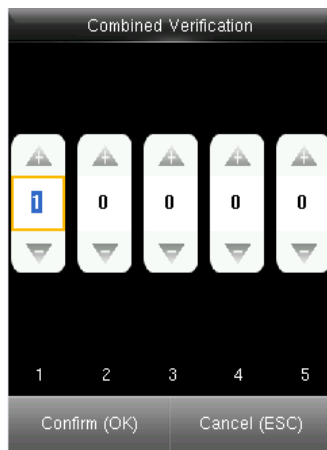 Combined Verification
+ + + + +
1 0 0 0 0
- - - - -
1 2 3 4 5
Confirm (OK) Cancel (ESC)